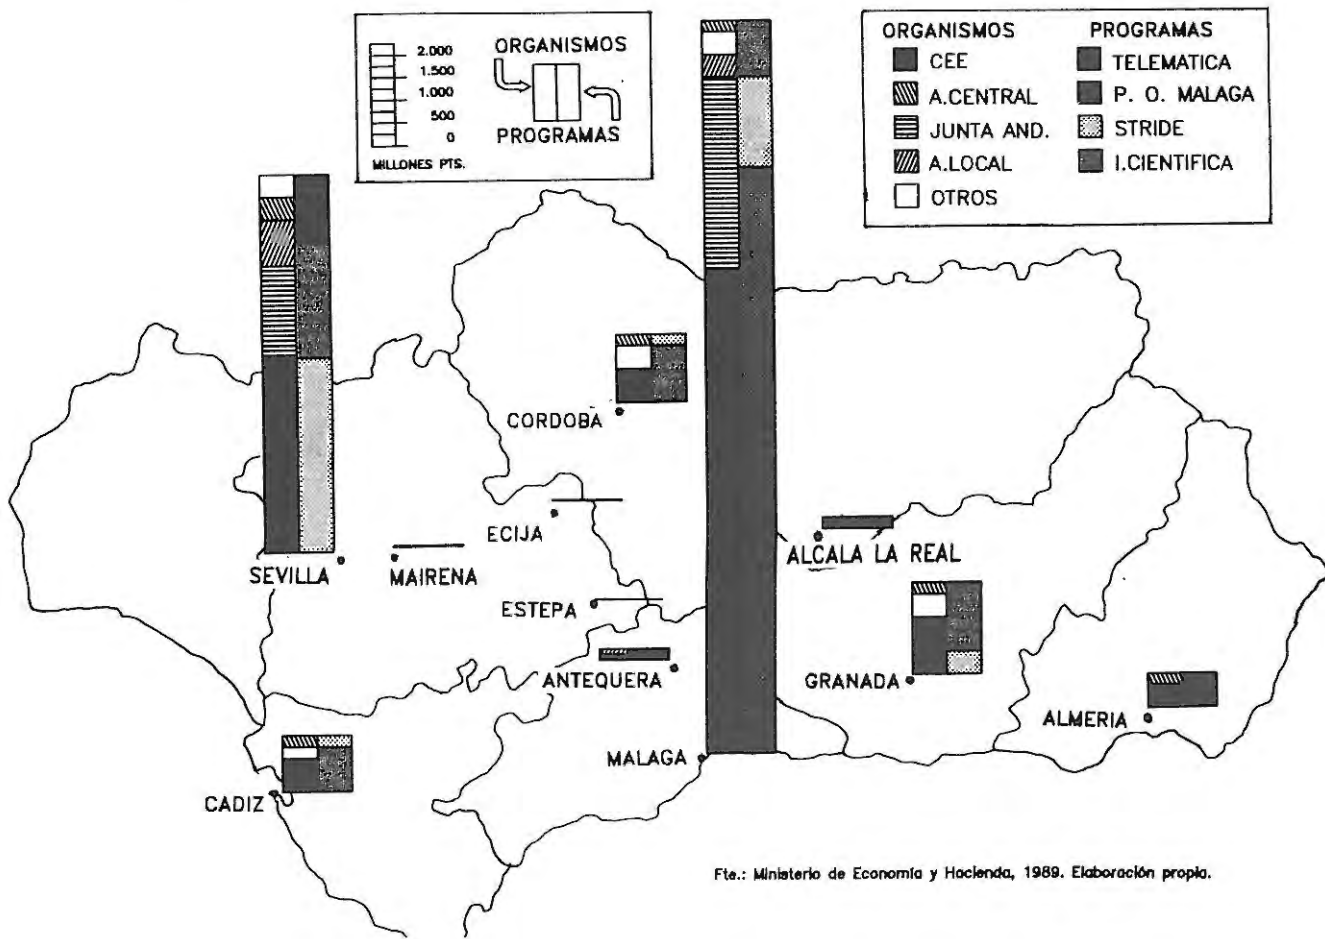 2.000
1.500
1.000
500
0
MILLONES PTS.
ORGANISMOS
PROGRAMAS
ORGANISMOS
CEE
A.CENTRAL
JUNTA AND.
A.LOCAL
OTROS
PROGRAMAS
TELEMATICA
P. O. MALAGA
STRIDE
I.CIENTIFICA
CORDOBA
ECIJA
SEVILLA
MAIRENA
ESTEPA
ANTEQUERA
ALCALA LA REAL
GRANADA
ALMERIA
MALAGA
CADIZ
Fte.: Ministerio de Economía y Hacienda, 1989. Elaboración propia.